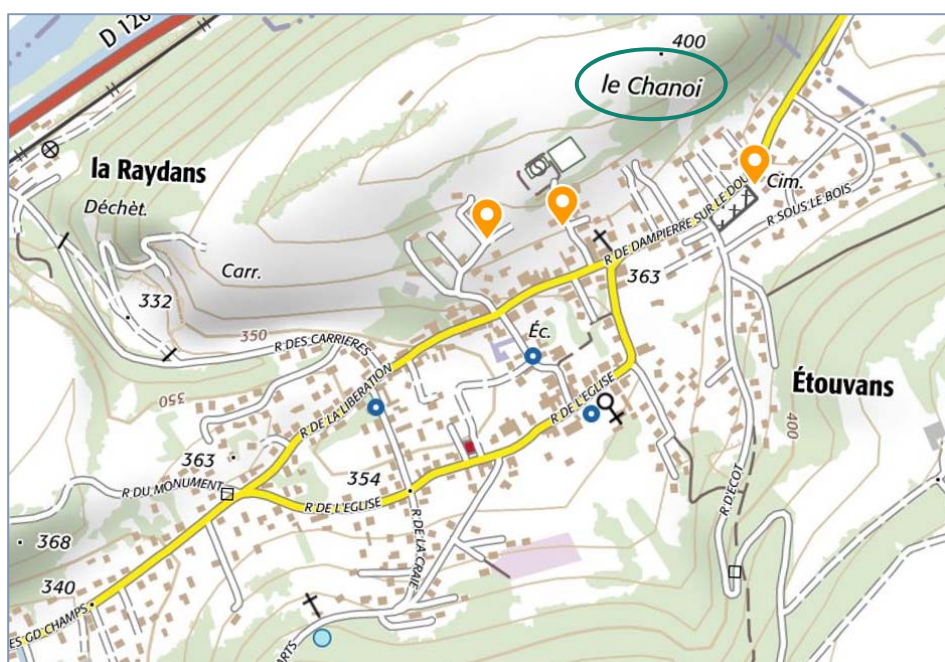 D 126
400
le Chanoi
la Raydans
Déchèt.
Cim.
R SOUS LE BOIS
R DE DAMPIERRE SUR LE DOU
Carr.
363
332
350
Éc.
R DES CARRIERES
Étouvans
350
R DE LA LIBERATION
R DE L'EGLISE
400
363
354
R DU MONUMENT
R DE L'EGLISE
R D'ECOT
368
R DE LA CRAIE
340
ES GD CHAMPS
ARTS